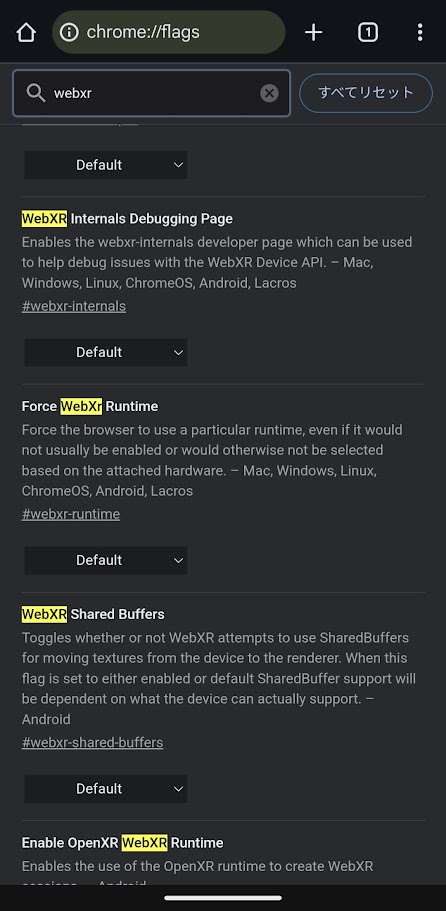 chrome://flags
1
webxr
すべてリセット
Default
WebXR Internals Debugging Page
Enables the webxr-internals developer page which can be used
to help debug issues with the WebXR Device API. – Mac,
Windows, Linux, ChromeOS, Android, Lacros
#webxr-internals
Default
Force WebXr Runtime
Force the browser to use a particular runtime, even if it would
not usually be enabled or would otherwise not be selected
based on the attached hardware. – Mac, Windows, Linux,
ChromeOS, Android, Lacros
#webxr-runtime
Default
WebXR Shared Buffers
Toggles whether or not WebXR attempts to use SharedBuffers
for moving textures from the device to the renderer. When this
flag is set to either enabled or default SharedBuffer support will
be dependent on what the device can actually support. –
Android
#webxr-shared-buffers
Default
Enable OpenXR WebXR Runtime
Enables the use of the OpenXR runtime to create WebXR
sessions. – Android